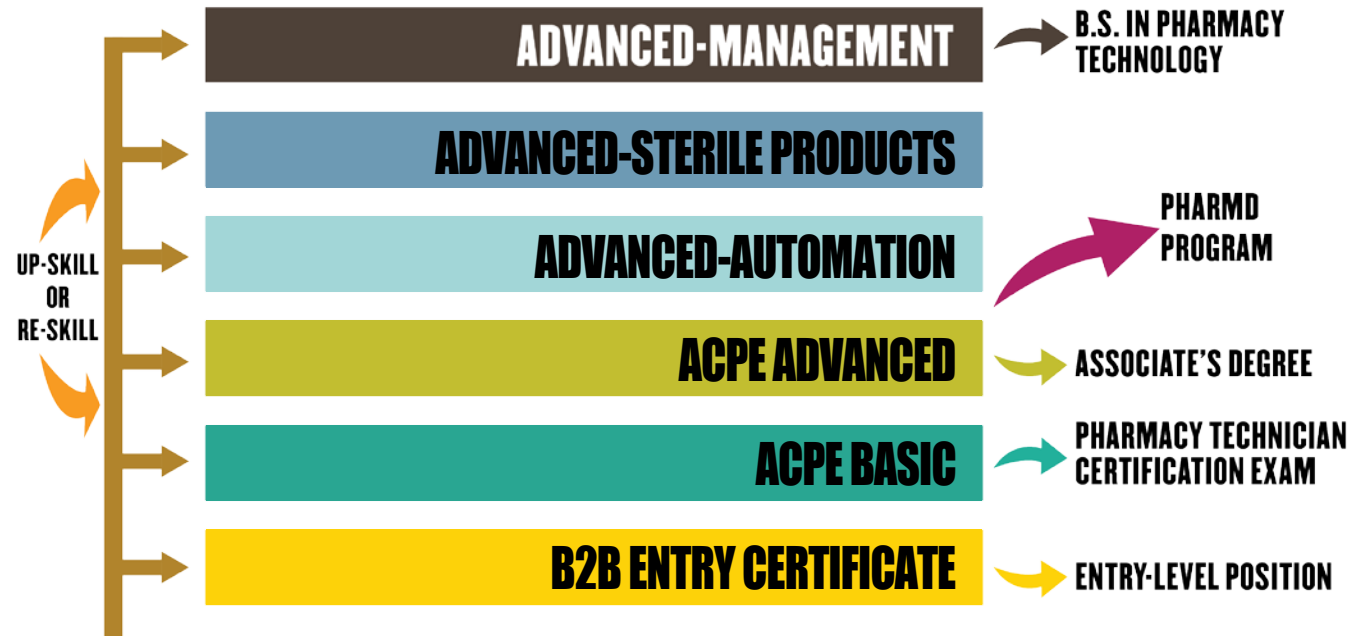 ADVANCED-MANAGEMENT
B.S. IN PHARMACY
TECHNOLOGY
ADVANCED-STERILE PRODUCTS
ADVANCED-AUTOMATION
PHARMD
PROGRAM
UP-SKILL
OR
RE-SKILL
ACPE ADVANCED
ASSOCIATE'S DEGREE
ACPE BASIC
PHARMACY TECHNICIAN
CERTIFICATION EXAM
B2B ENTRY CERTIFICATE
ENTRY-LEVEL POSITION